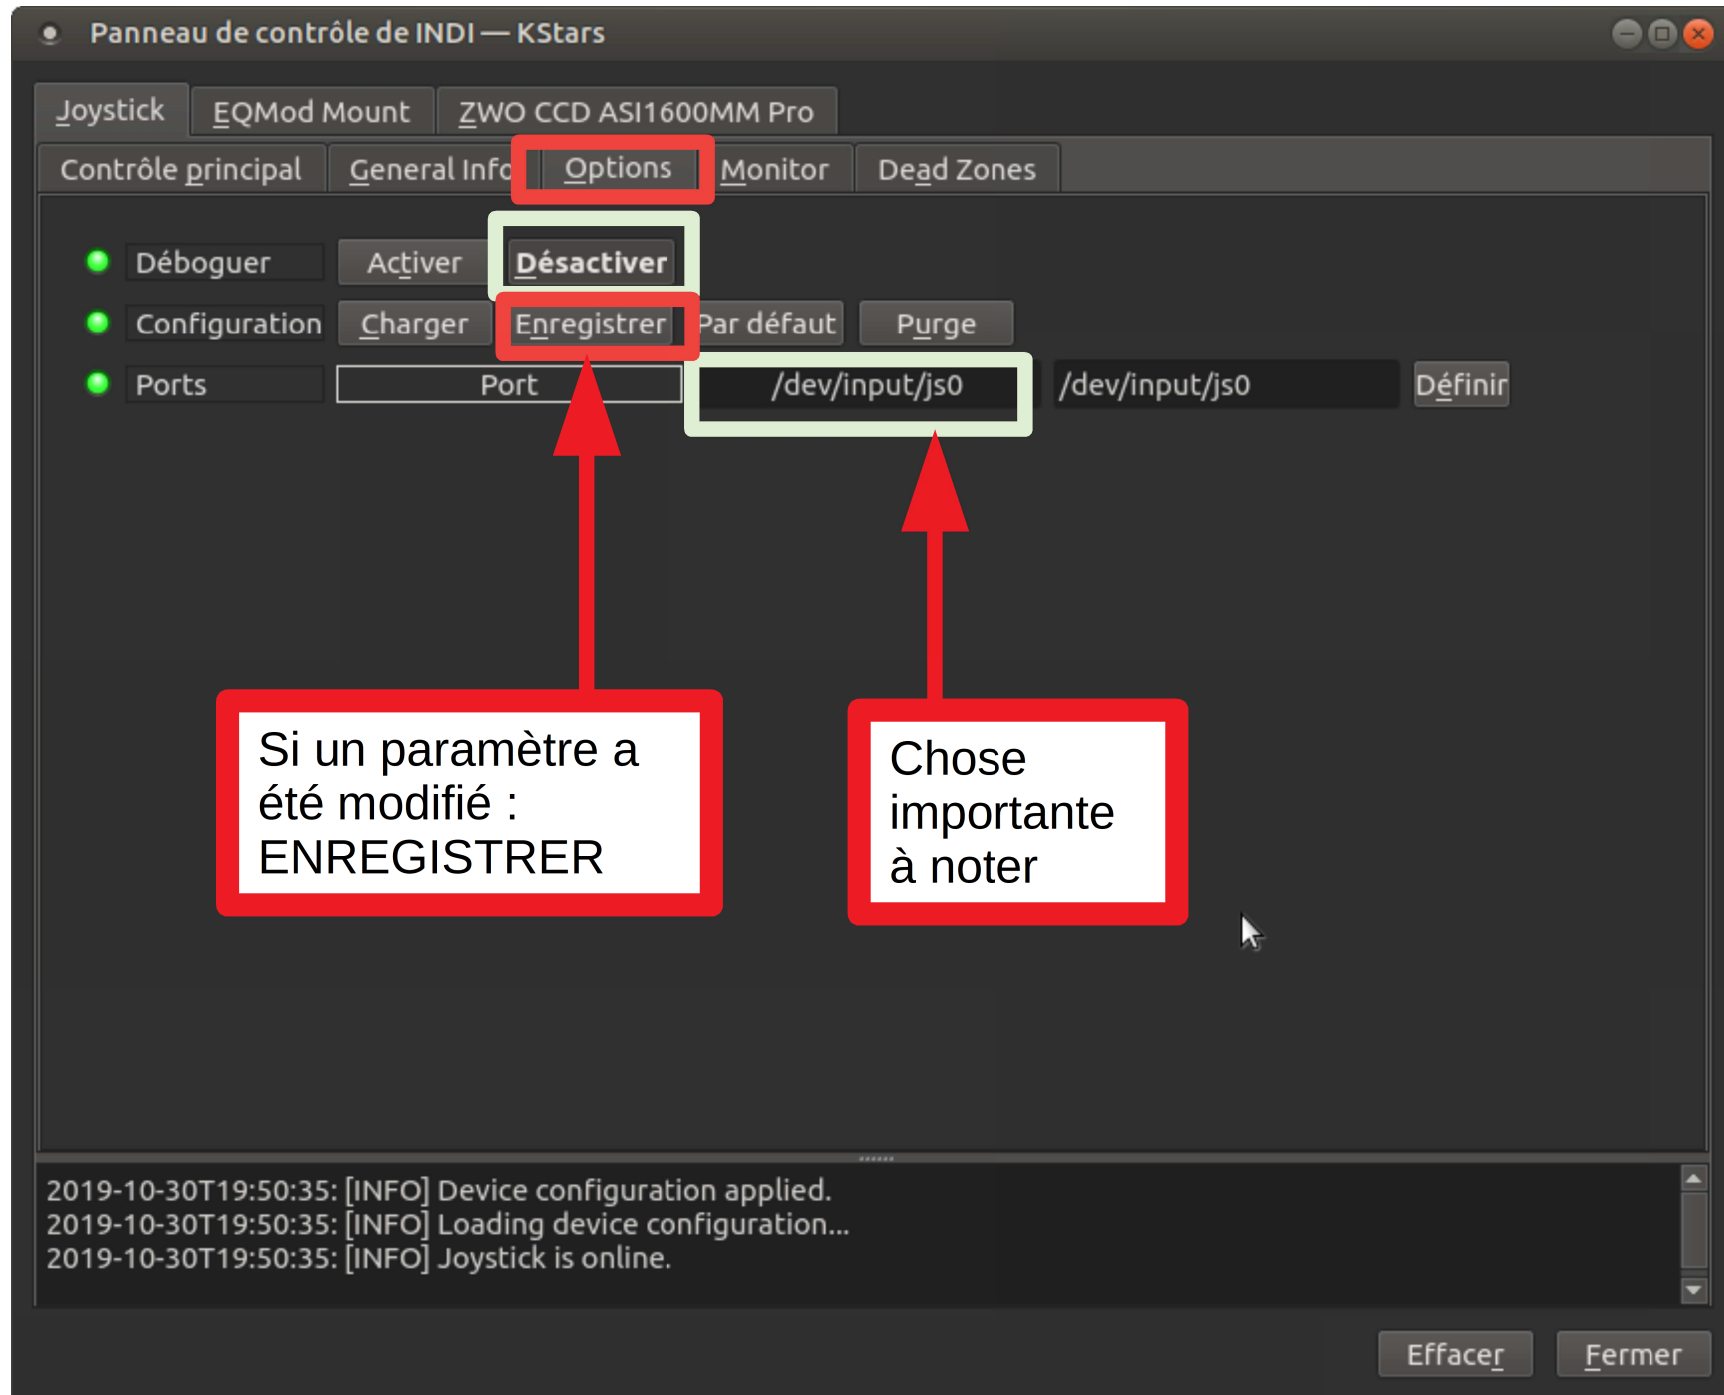 Panneau de contrôle de INDI — KStars
Joystick EQMod Mount ZWO CCD ASI1600MM Pro
Contrôle principal General Info Options Monitor Dead Zones
Déboguer Activer Désactiver
Configuration Charger Enregistrer Par défaut Purge
Ports Port /dev/input/js0 /dev/input/js0 Définir
Si un paramètre a
été modifié :
ENREGISTRER
Chose
importante
à noter
2019-10-30T19:50:35: [INFO] Device configuration applied.
2019-10-30T19:50:35: [INFO] Loading device configuration...
2019-10-30T19:50:35: [INFO] Joystick is online.
Effacer Fermer